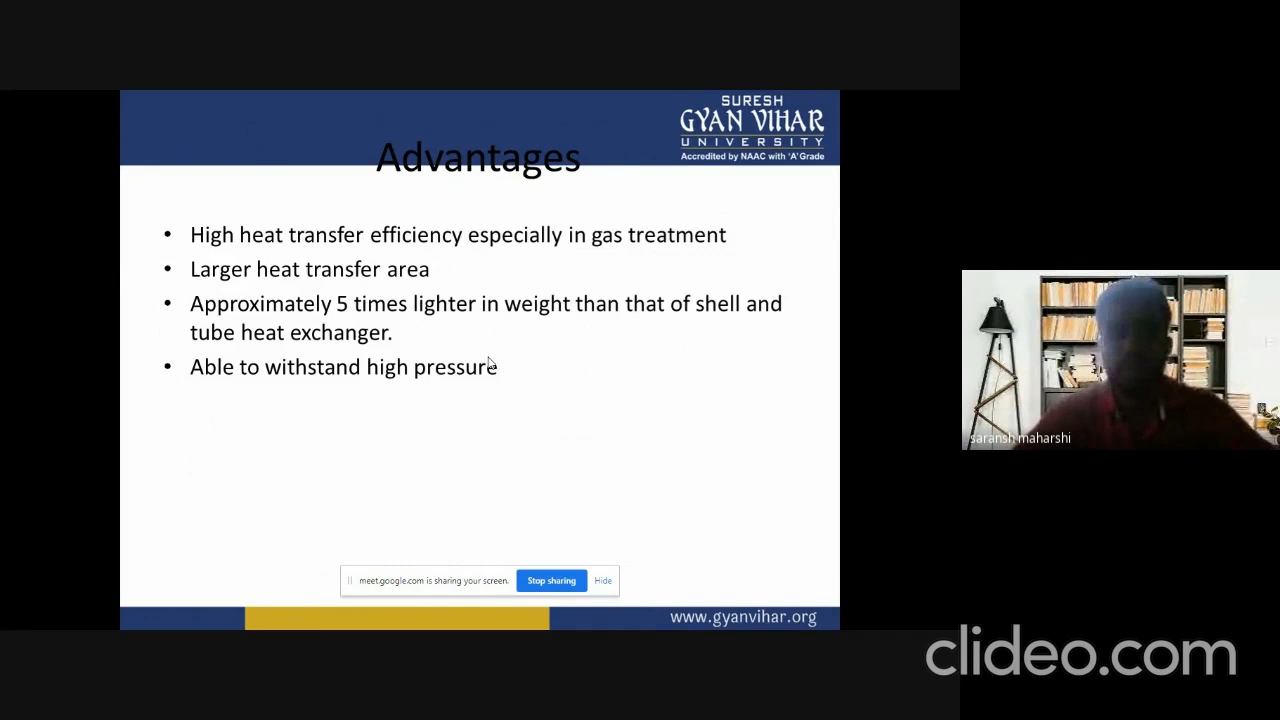 SURESH
GYAN VIHAR
UNIVERSITY
Accredited by NAAC with 'A' Grade
Advantages
• High heat transfer efficiency especially in gas treatment
• Larger heat transfer area
• Approximately 5 times lighter in weight than that of shell and
tube heat exchanger.
• Able to withstand high pressure
saransh maharshi
meet.google.com is sharing your screen.
Stop sharing
Hide
www.gyanvihar.org
clideo.com